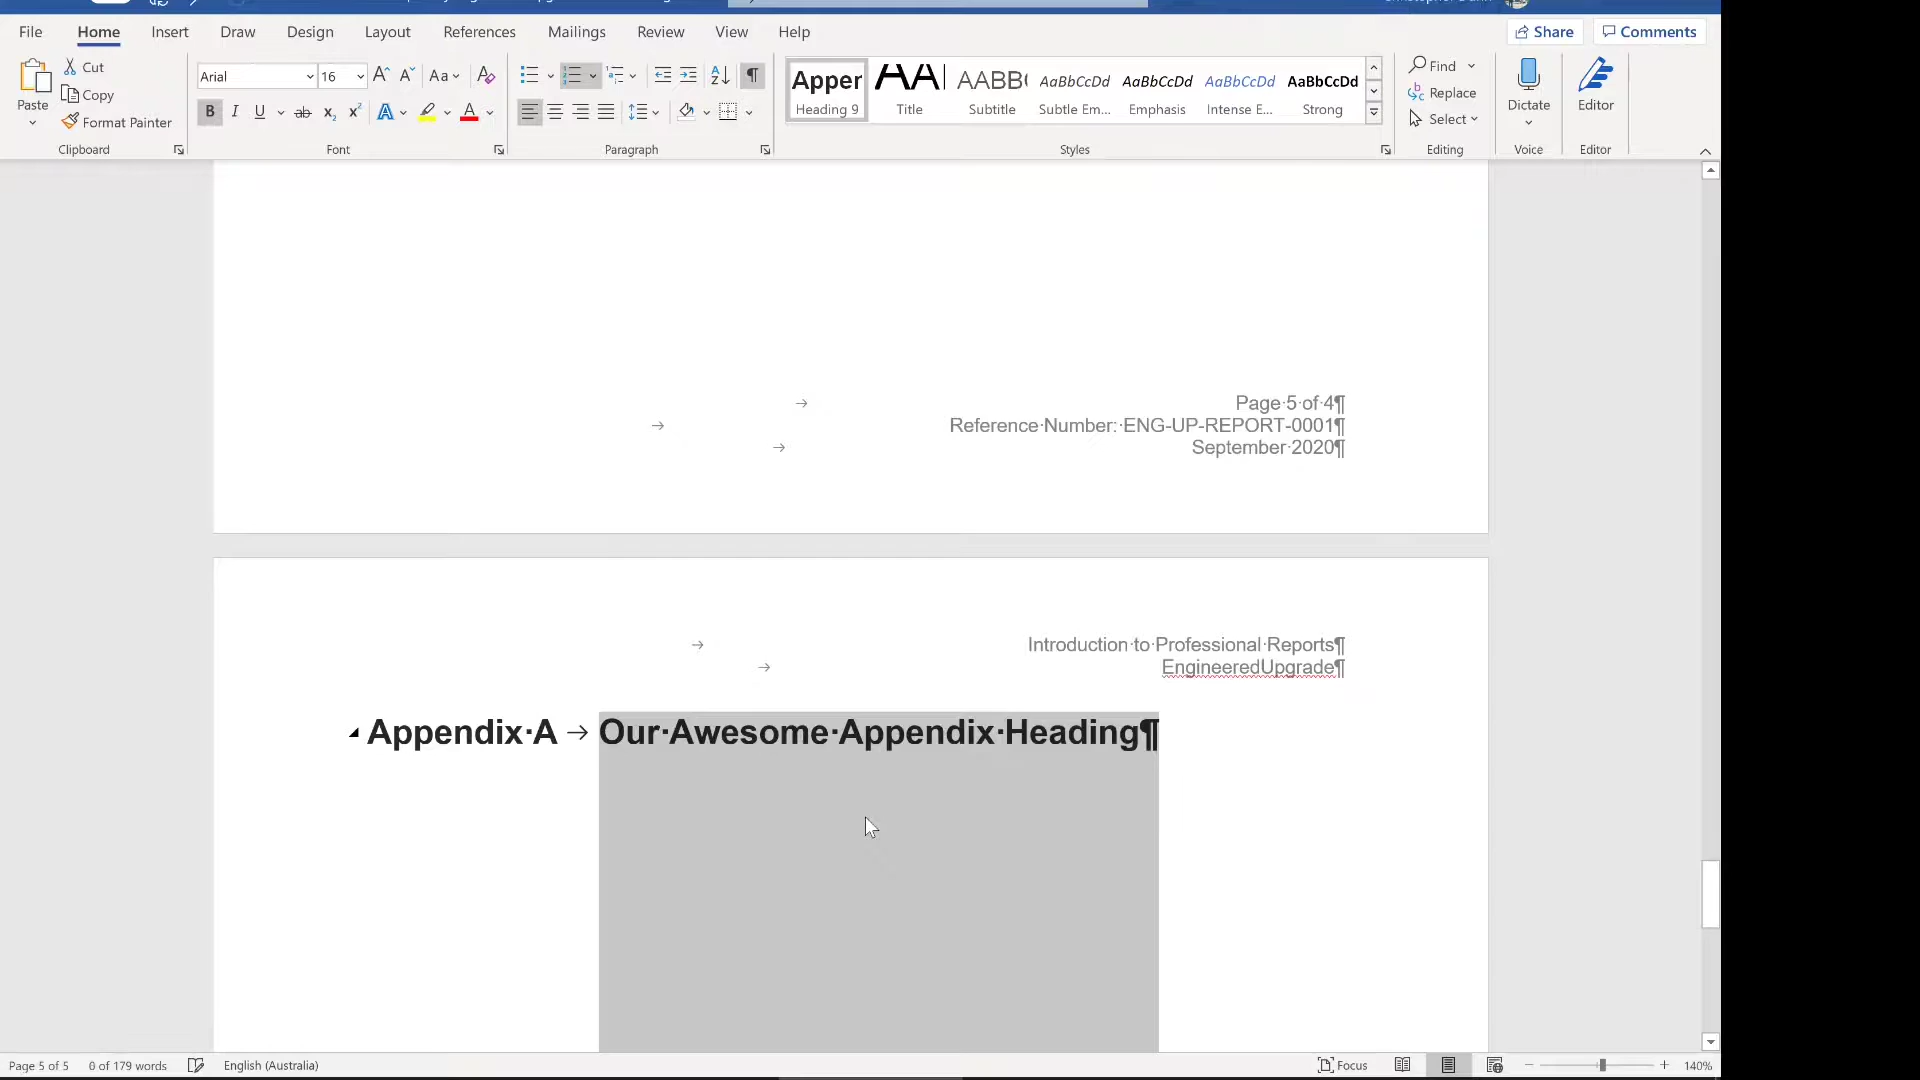 File Home Insert Draw Design Layout References Mailings Review View Help Share Comments
Paste
Cut
Copy
Format Painter
Clipboard
Arial 16
Font
Paragraph
Apper AA AABB AaBbCcDd AaBbCcDd AaBbCcDd AaBbCcDd
Heading 9 Title Subtitle Subtle Em... Emphasis Intense E... Strong
Styles
Find
Replace
Select
Editing
Dictate
Voice
Editor
Editor
Page·5·of·4¶
Reference·Number:·ENG-UP-REPORT-0001¶
September·2020¶
Introduction·to·Professional·Reports¶
EngineeredUpgrade¶
Appendix·A → Our·Awesome·Appendix·Heading¶
Page 5 of 5 0 of 179 words English (Australia) Focus 140%